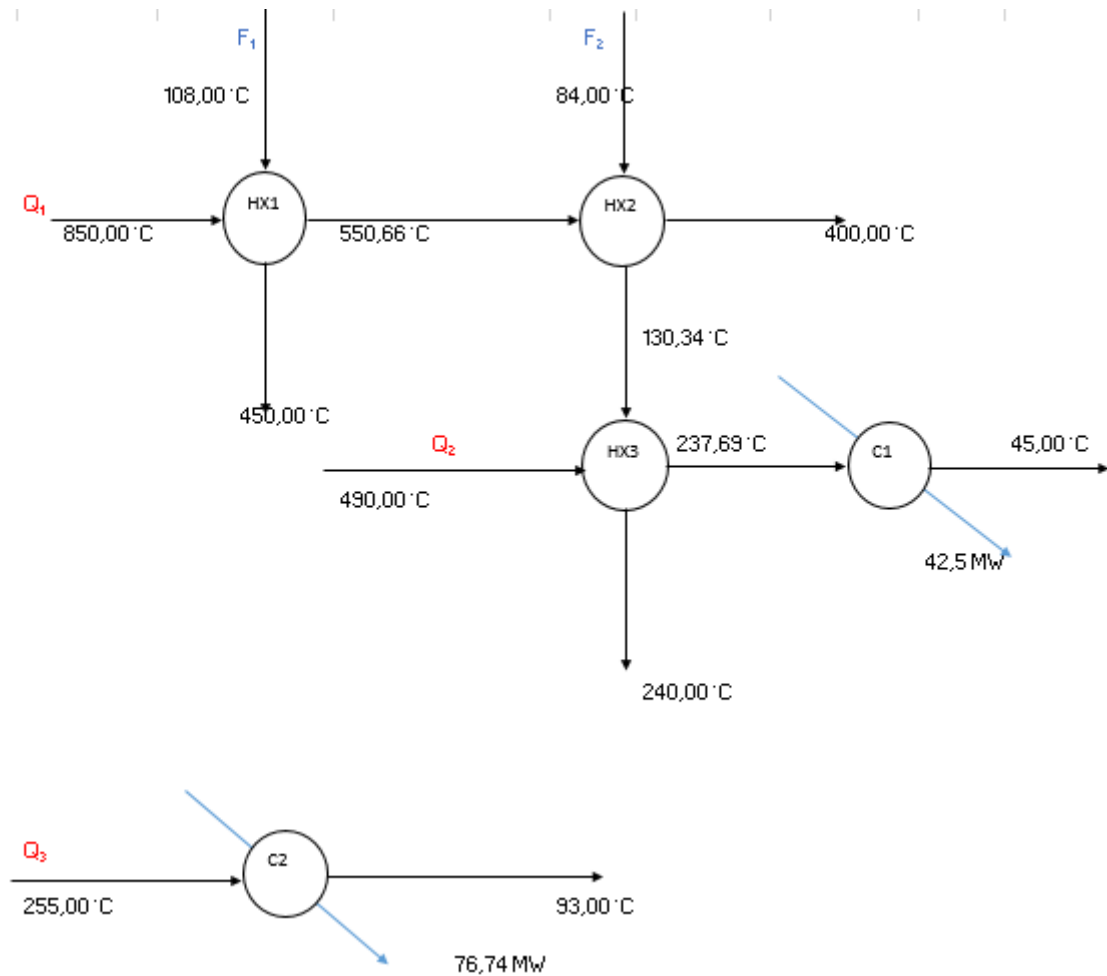 F₁
F₂
108,00 °C
84,00 °C
Q₁
HX1
HX2
850,00 °C
550,66 °C
400,00 °C
130,34 °C
450,00 °C
Q₂
HX3
237,69 °C
C1
45,00 °C
490,00 °C
42,5 MW
240,00 °C
Q₃
C2
255,00 °C
93,00 °C
76,74 MW